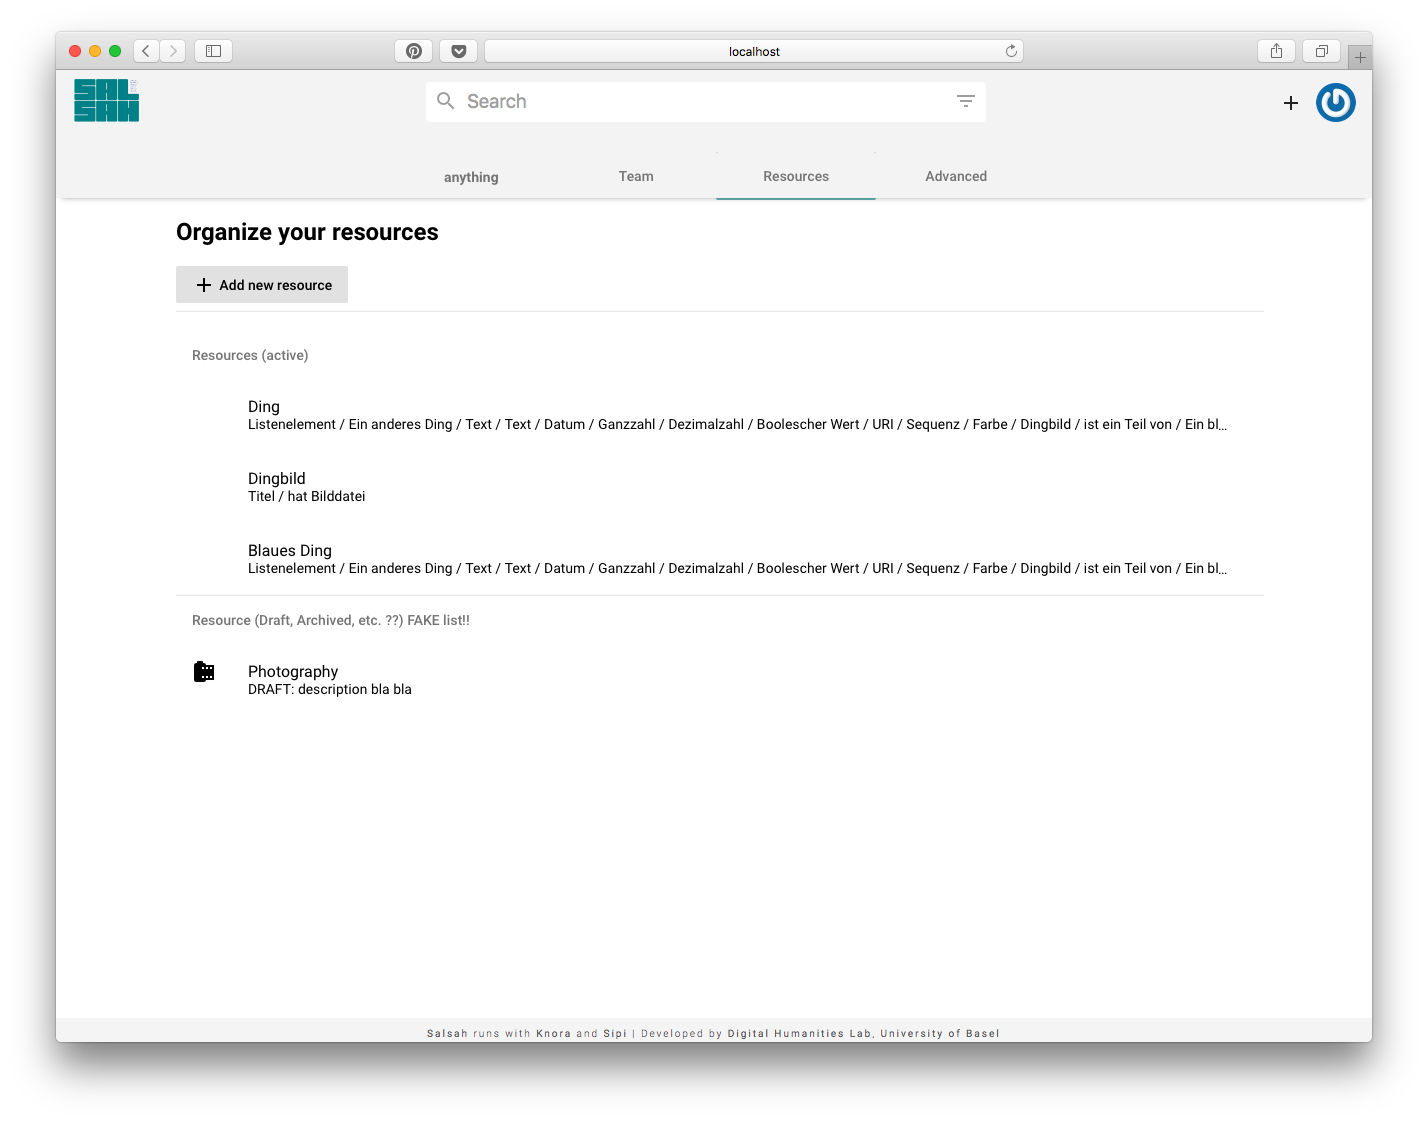 localhost
SAL
SAH
Search
anything
Team
Resources
Advanced
Organize your resources
Add new resource
Resources (active)
Ding
Listenelement / Ein anderes Ding / Text / Text / Datum / Ganzzahl / Dezimalzahl / Boolescher Wert / URI / Sequenz / Farbe / Dingbild / ist ein Teil von / Ein bl...
Dingbild
Titel / hat Bilddatei
Blaues Ding
Listenelement / Ein anderes Ding / Text / Text / Datum / Ganzzahl / Dezimalzahl / Boolescher Wert / URI / Sequenz / Farbe / Dingbild / ist ein Teil von / Ein bl...
Resource (Draft, Archived, etc. ??) FAKE list!!
Photography
DRAFT: description bla bla
Salsah runs with Knora and Sipi | Developed by Digital Humanities Lab, University of Basel